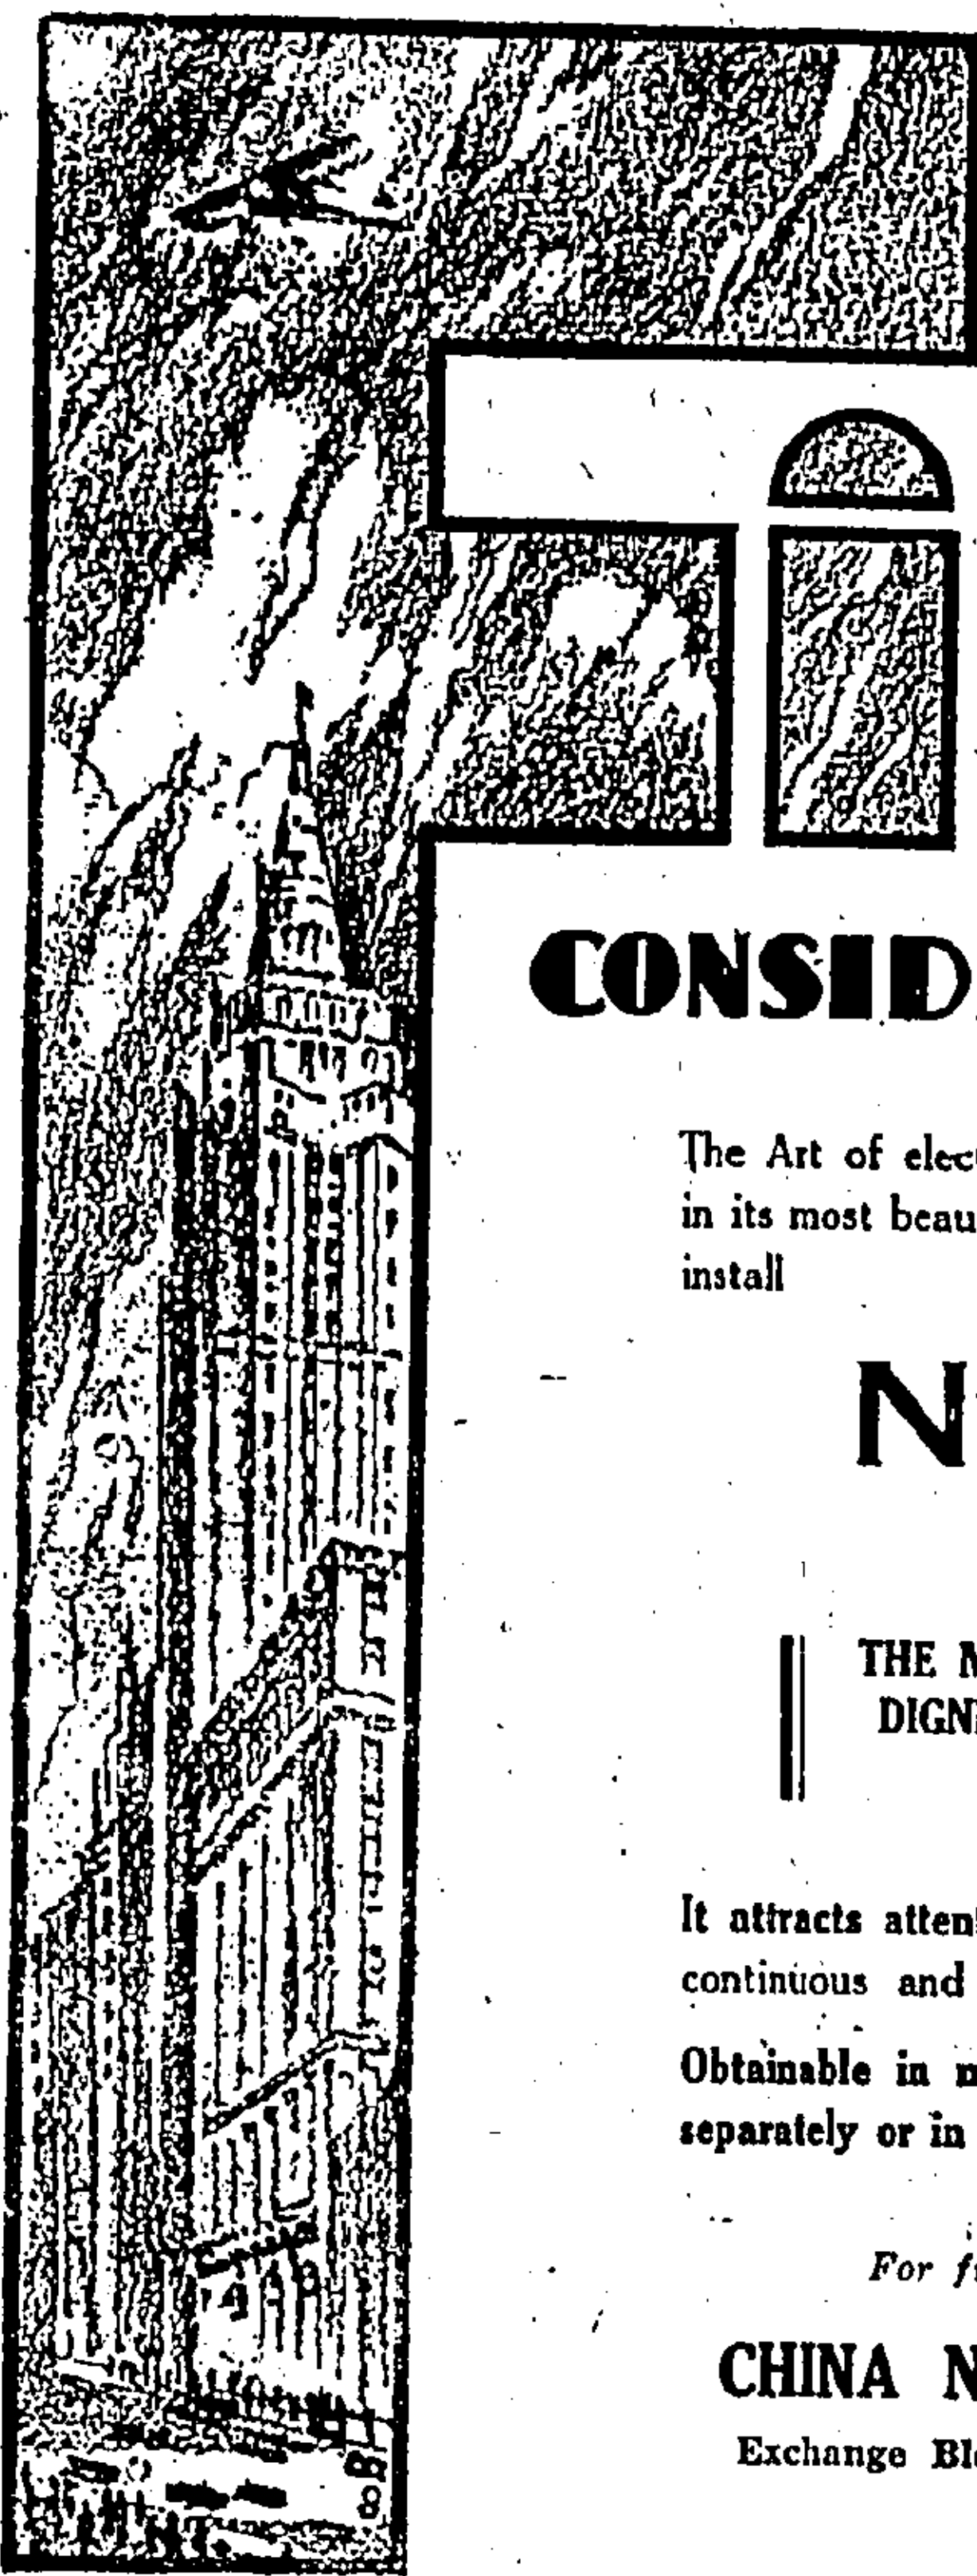 CONSID
The Art of elec
in its most beau
install
N
THE M
DIGN
It attracts atten
continuous and
Obtainable in m
separately or in
For f
CHINA N
Exchange Bl